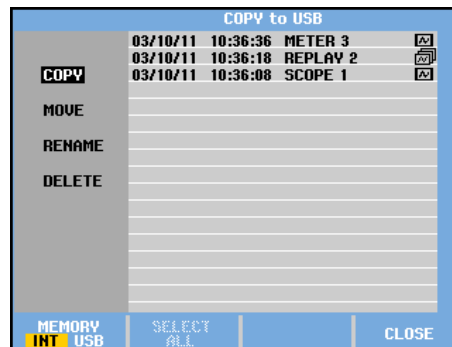 COPY to USB
03/10/11 10:36:36 METER 3
03/10/11 10:36:18 REPLAY 2
03/10/11 10:36:08 SCOPE 1
COPY
MOVE
RENAME
DELETE
MEMORY
INT USB
SELECT
ALL
CLOSE